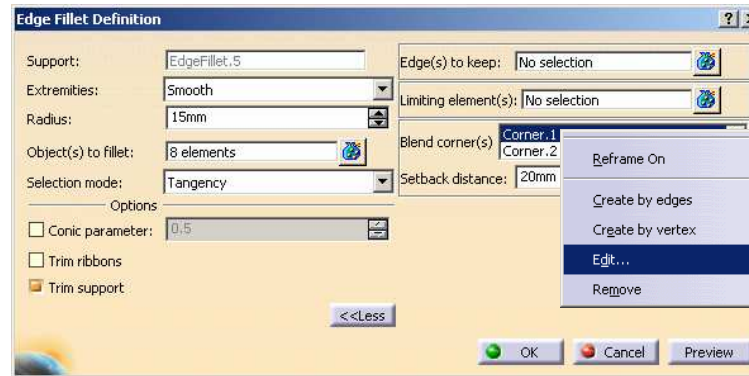 Edge Fillet Definition
?
Support: EdgeFillet.5
Extremities: Smooth
Radius: 15mm
Object(s) to fillet: 8 elements
Selection mode: Tangency
Options
Conic parameter: 0.5
Trim ribbons
Trim support
<<Less
Edge(s) to keep: No selection
Limiting element(s): No selection
Blend corner(s) Corner.1
Corner.2
Setback distance: 20mm
Reframe On
Create by edges
Create by vertex
Edit...
Remove
OK Cancel Preview